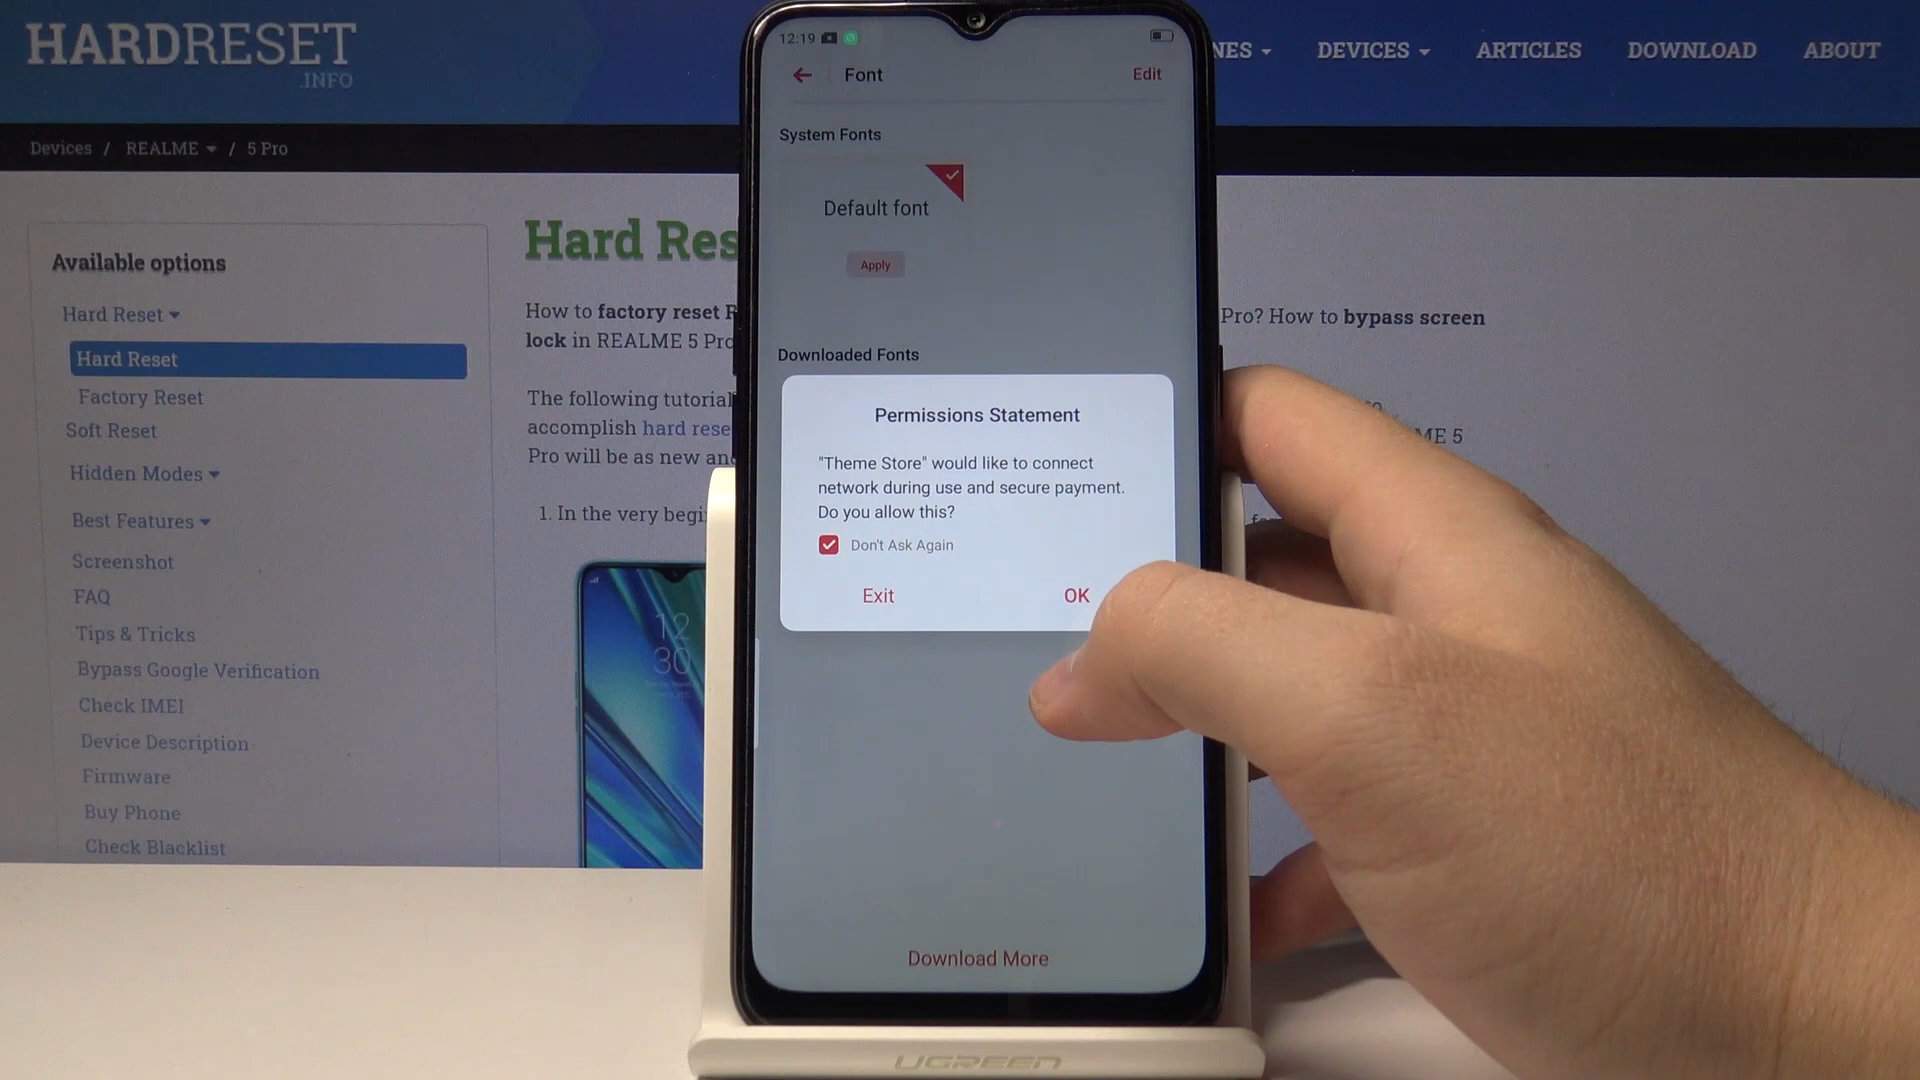 HARDRESET
.INFO
NES
DEVICES
ARTICLES
DOWNLOAD
ABOUT
Devices / REALME / 5 Pro
Available options
Hard Reset
Hard Reset
Factory Reset
Soft Reset
Hidden Modes
Best Features
Screenshot
FAQ
Tips & Tricks
Bypass Google Verification
Check IMEI
Device Description
Firmware
Buy Phone
Check Blacklist
Hard Res
How to factory reset R
Pro? How to bypass screen
lock in REALME 5 Pro
The following tutorial
accomplish hard rese
ME 5
Pro will be as new and
1. In the very begi
12
30
12:19
Font
Edit
System Fonts
Default font
Apply
Downloaded Fonts
Permissions Statement
"Theme Store" would like to connect
network during use and secure payment.
Do you allow this?
Don't Ask Again
Exit
OK
Download More
UGREEN